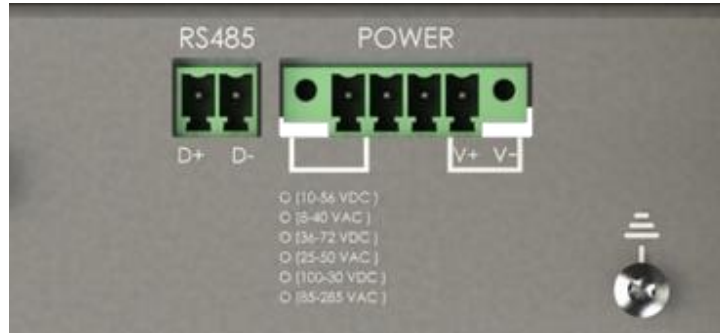 RS485 POWER
D+ D- V+ V-
(10-56 VDC )
(8-40 VAC )
(36-72 VDC )
(25-50 VAC )
(100-30 VDC )
(85-285 VAC )